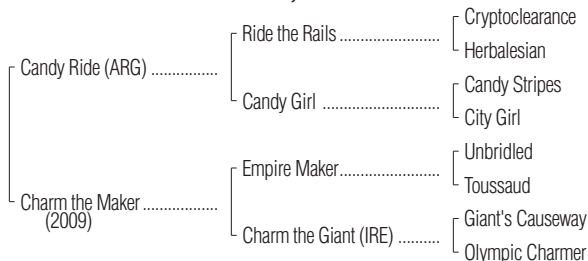 Cryptoclearance
Ride the Rails ....................
Herbalesian
Candy Ride (ARG) ................
Candy Stripes
Candy Girl ........................
City Girl
Unbridled
Empire Maker....................
Toussaud
Charm the Maker ..................
(2009)
Giant's Causeway
Charm the Giant (IRE) ........
Olympic Charmer